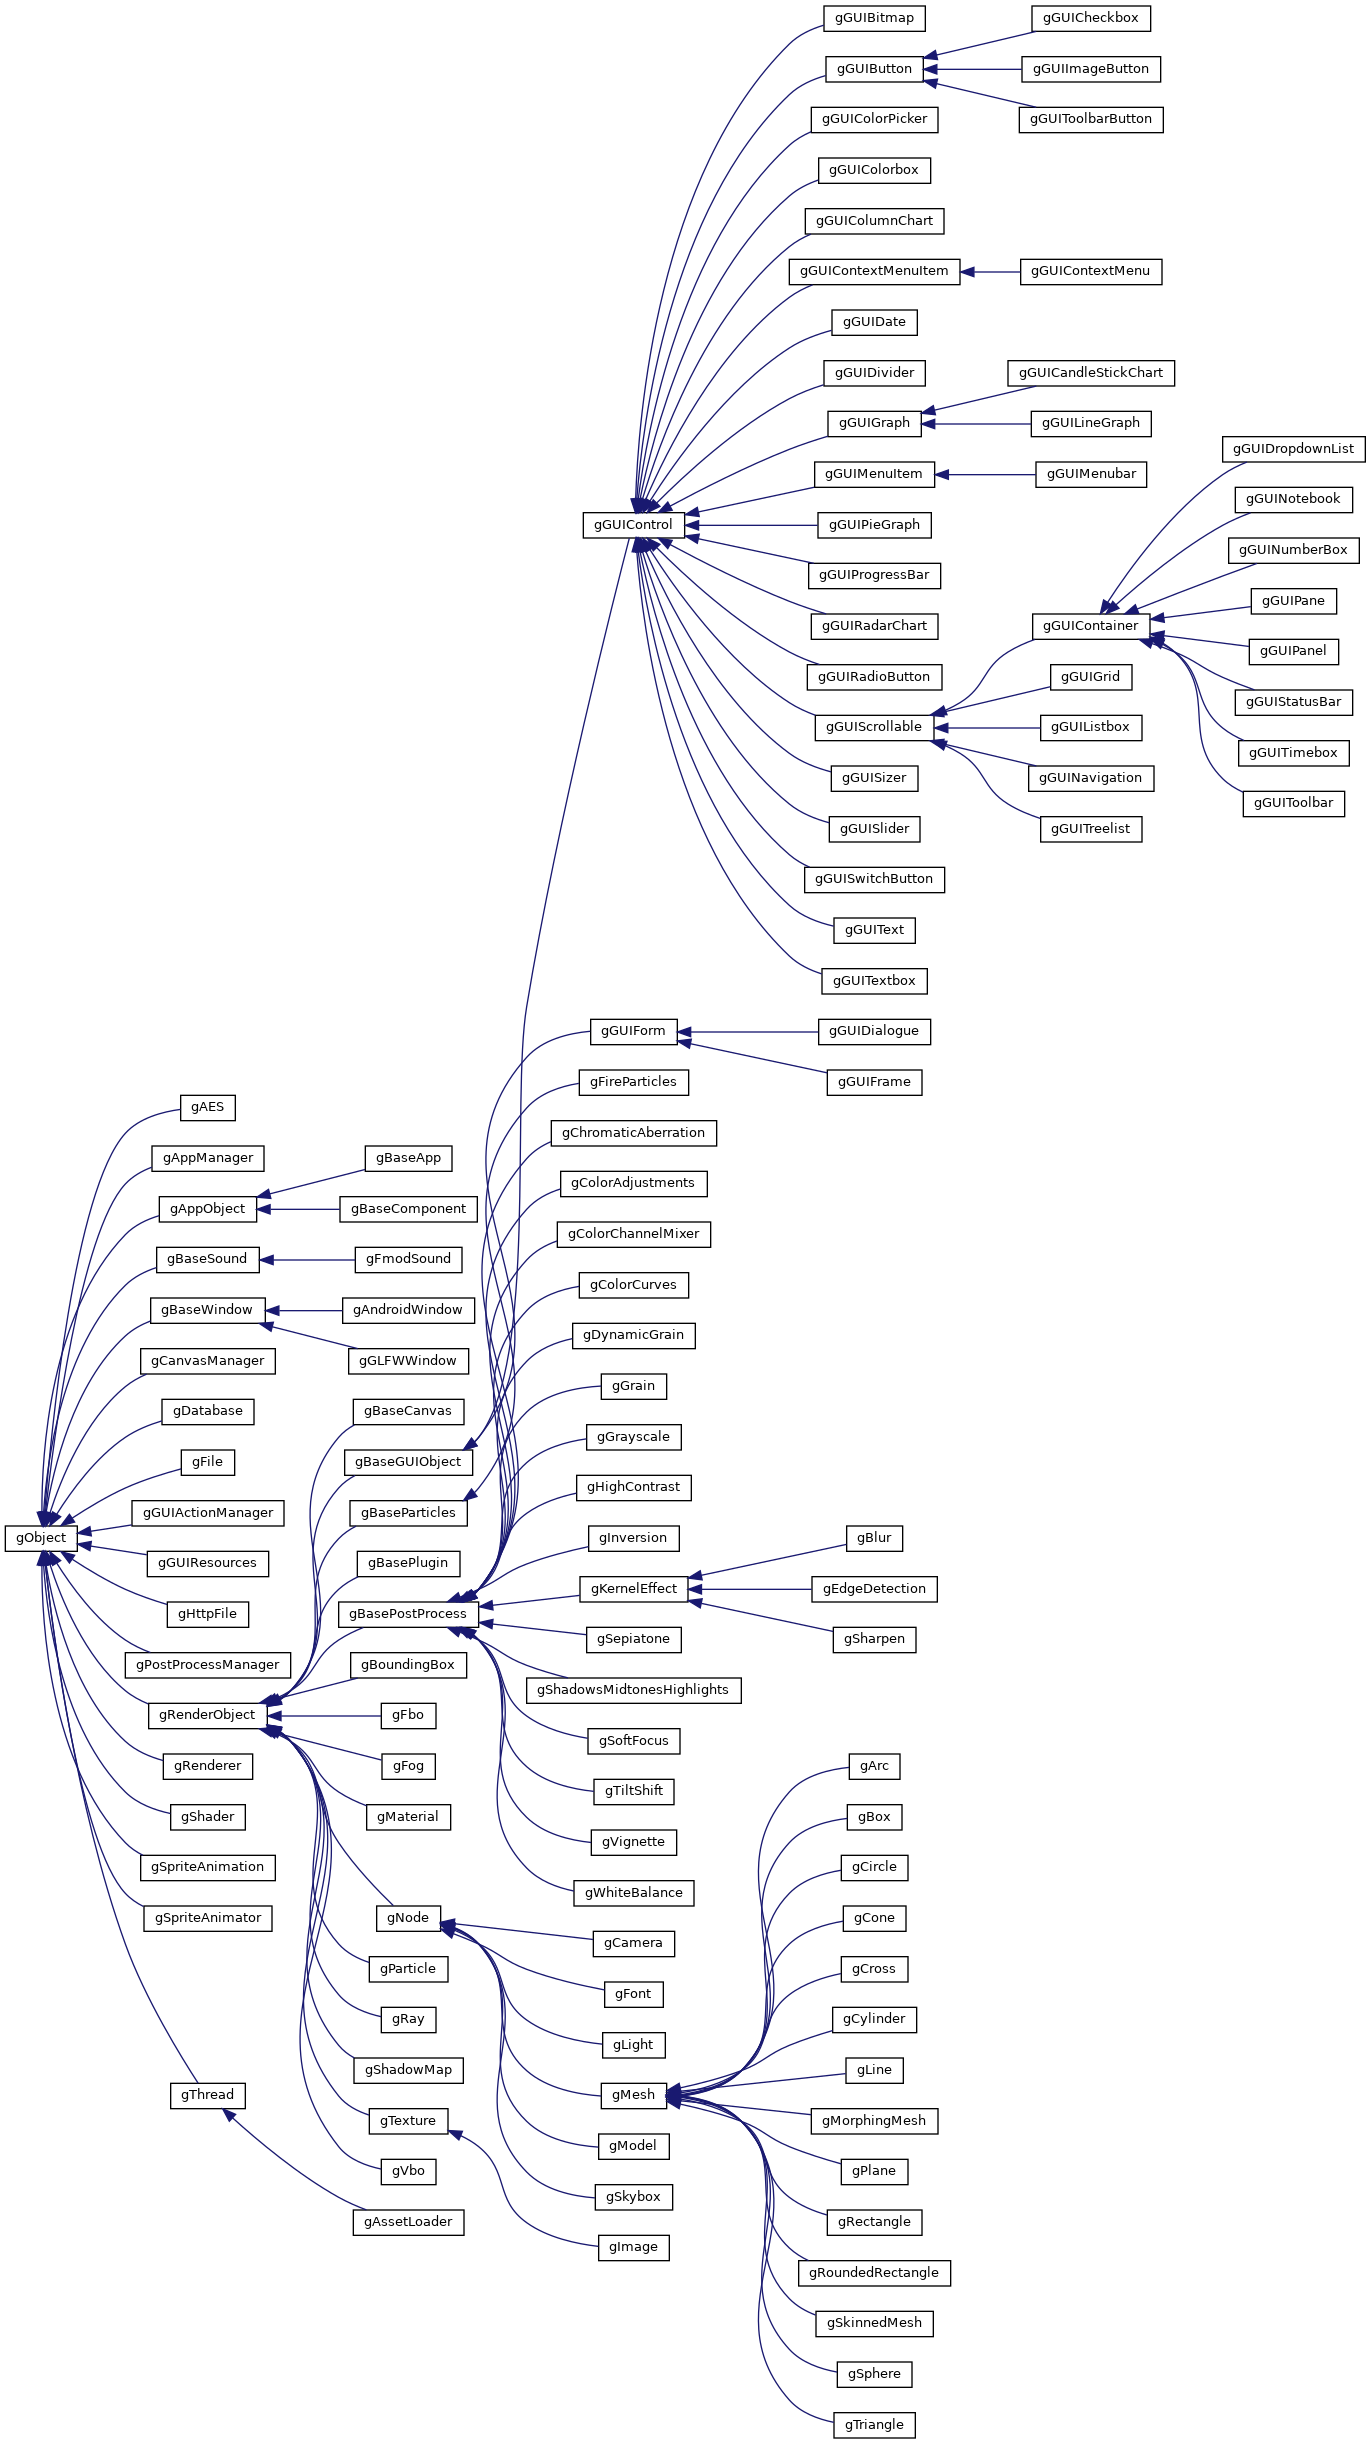 gGUIBitmap
gGUICheckbox
gGUIButton
gGUIImageButton
gGUIColorPicker
gGUIToolbarButton
gGUIColorbox
gGUIColumnChart
gGUIContextMenuItem
gGUIContextMenu
gGUIDate
gGUIDivider
gGUICandleStickChart
gGUIGraph
gGUILineGraph
gGUIDropdownList
gGUIMenuItem
gGUIMenubar
gGUINotebook
gGUIControl
gGUIPieGraph
gGUINumberBox
gGUIProgressBar
gGUIPane
gGUIRadarChart
gGUIContainer
gGUIPanel
gGUIRadioButton
gGUIGrid
gGUIStatusBar
gGUIScrollable
gGUIListbox
gGUITimebox
gGUISizer
gGUINavigation
gGUIToolbar
gGUISlider
gGUITreelist
gGUISwitchButton
gGUIText
gGUITextbox
gGUIForm
gGUIDialogue
gFireParticles
gGUIFrame
gAES
gChromaticAberration
gAppManager
gBaseApp
gColorAdjustments
gAppObject
gBaseComponent
gColorChannelMixer
gBaseSound
gFmodSound
gColorCurves
gBaseWindow
gAndroidWindow
gDynamicGrain
gCanvasManager
gGLFWWindow
gGrain
gDatabase
gBaseCanvas
gGrayscale
gFile
gBaseGUIObject
gHighContrast
gGUIActionManager
gBaseParticles
gObject
gInversion
gBlur
gGUIResources
gBasePlugin
gKernelEffect
gEdgeDetection
gHttpFile
gBasePostProcess
gSepiatone
gSharpen
gPostProcessManager
gBoundingBox
gShadowsMidtonesHighlights
gRenderObject
gFbo
gSoftFocus
gRenderer
gFog
gArc
gTiltShift
gShader
gMaterial
gBox
gVignette
gSpriteAnimation
gCircle
gWhiteBalance
gSpriteAnimator
gNode
gCone
gCamera
gParticle
gCross
gFont
gRay
gCylinder
gLight
gShadowMap
gLine
gThread
gMesh
gTexture
gMorphingMesh
gModel
gVbo
gPlane
gSkybox
gAssetLoader
gRectangle
gImage
gRoundedRectangle
gSkinnedMesh
gSphere
gTriangle